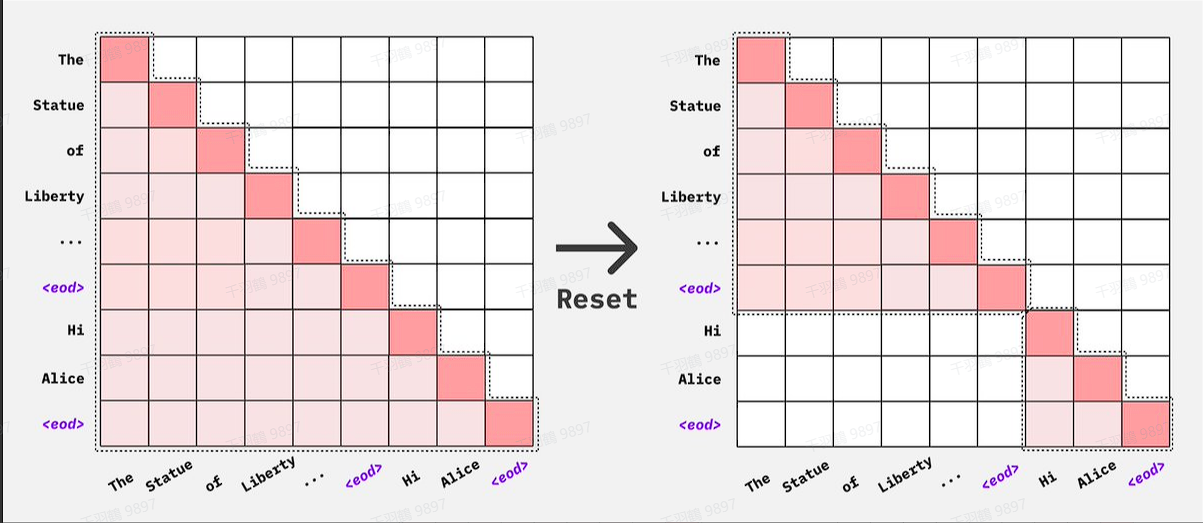 The
Statue
of
Liberty
...
<eod>
Hi
Alice
<eod>
The Statue of Liberty ... <eod> Hi Alice <eod>
Reset
The
Statue
of
Liberty
...
<eod>
Hi
Alice
<eod>
The Statue of Liberty ... <eod> Hi Alice <eod>
千羽鶴 9897